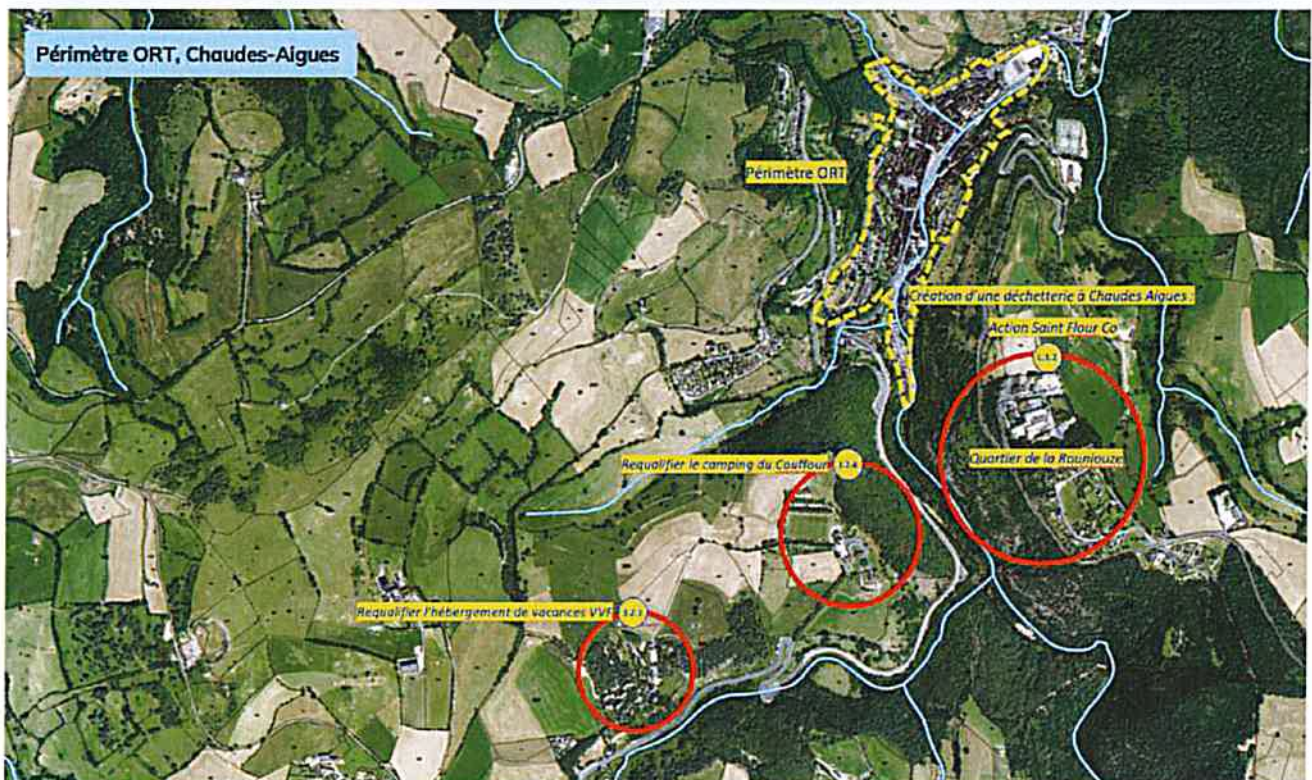 Périmètre ORT, Chaudes-Aigues
Périmètre ORT
Création d'une déchetterie à Chaudes Aigues :
Action Saint Flour Co
Quartier de la Rouniouze
Requalifier le camping du Couffour
Requalifier l'hébergement de vacances VVF